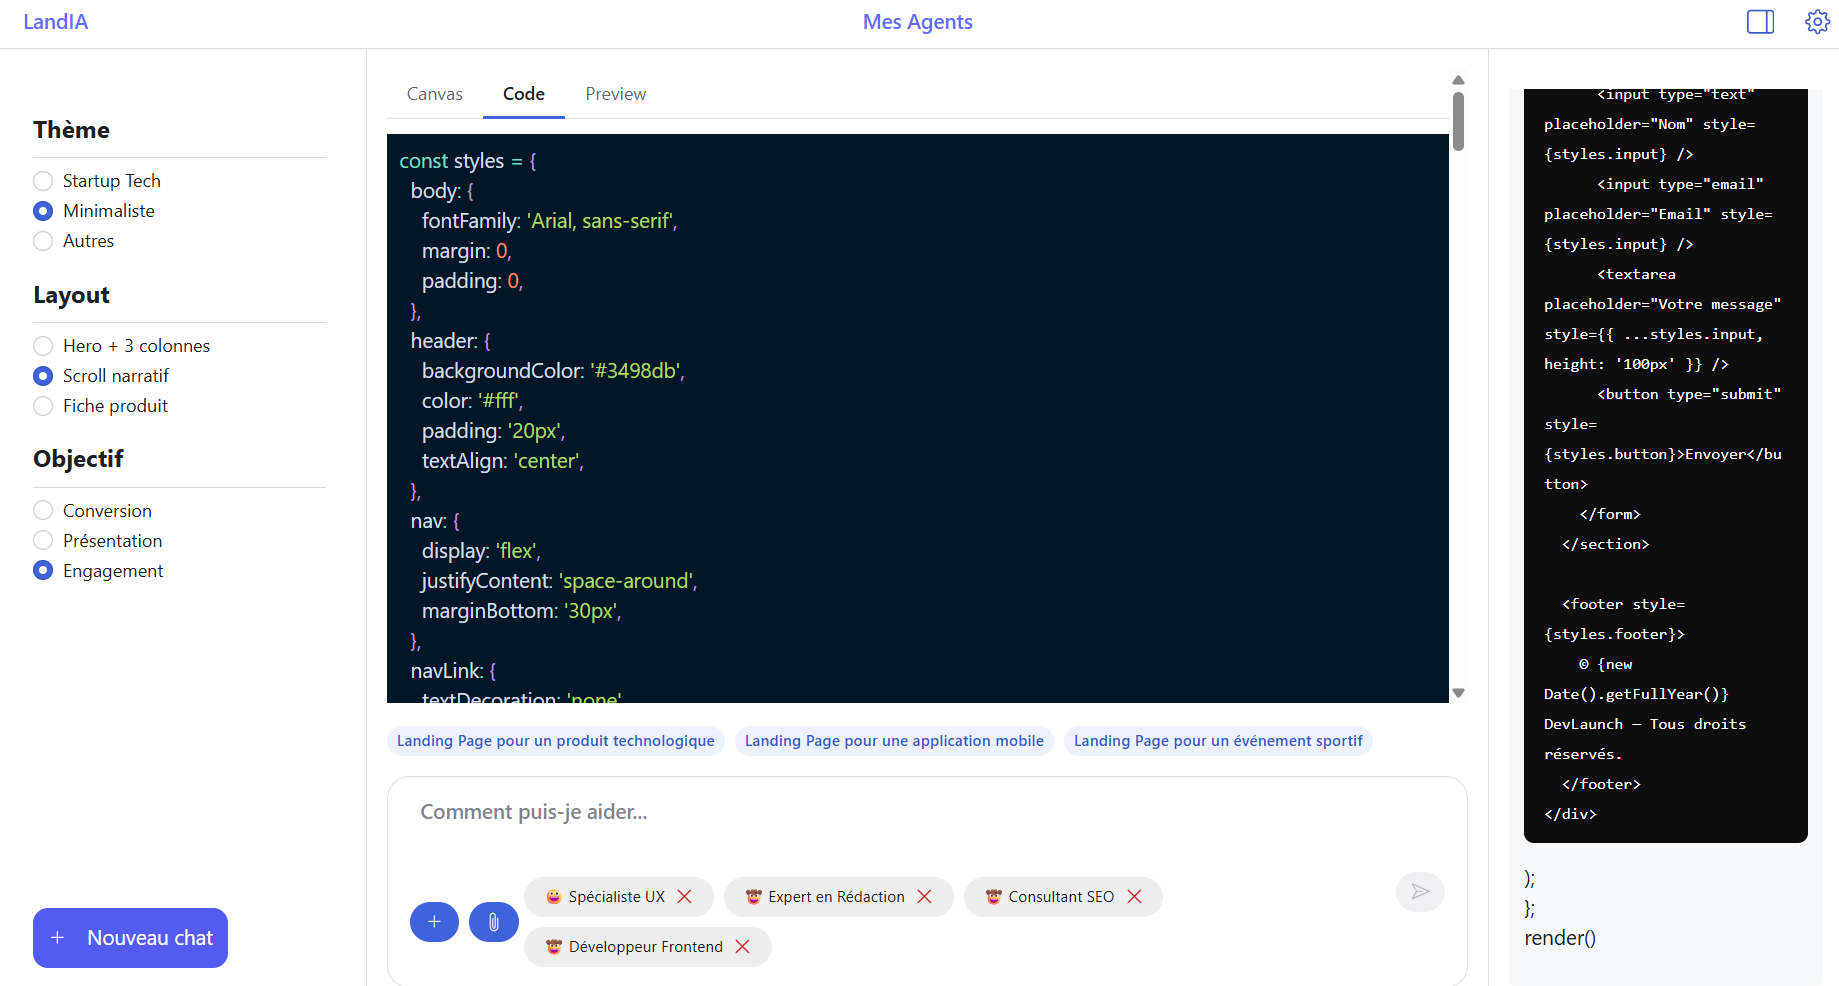 LandIA
Mes Agents
Thème
Startup Tech
Minimaliste
Autres
Layout
Hero + 3 colonnes
Scroll narratif
Fiche produit
Objectif
Conversion
Présentation
Engagement
+ Nouveau chat
Canvas
Code
Preview
const styles = {
  body: {
    fontFamily: 'Arial, sans-serif',
    margin: 0,
    padding: 0,
  },
  header: {
    backgroundColor: '#3498db',
    color: '#fff',
    padding: '20px',
    textAlign: 'center',
  },
  nav: {
    display: 'flex',
    justifyContent: 'space-around',
    marginBottom: '30px',
  },
  navLink: {
    textDecoration: 'none'
Landing Page pour un produit technologique
Landing Page pour une application mobile
Landing Page pour un événement sportif
Comment puis-je aider...
Spécialiste UX
Expert en Rédaction
Consultant SEO
Développeur Frontend
<input type="text"
placeholder="Nom" style=
{styles.input} />
<input type="email"
placeholder="Email" style=
{styles.input} />
<textarea
placeholder="Votre message"
style={{ ...styles.input,
height: '100px' }} />
<button type="submit"
style=
{styles.button}>Envoyer</bu
tton>
</form>
</section>
<footer style=
{styles.footer}>
© {new
Date().getFullYear()}
DevLaunch — Tous droits
réservés.
</footer>
</div>
);
};
render()